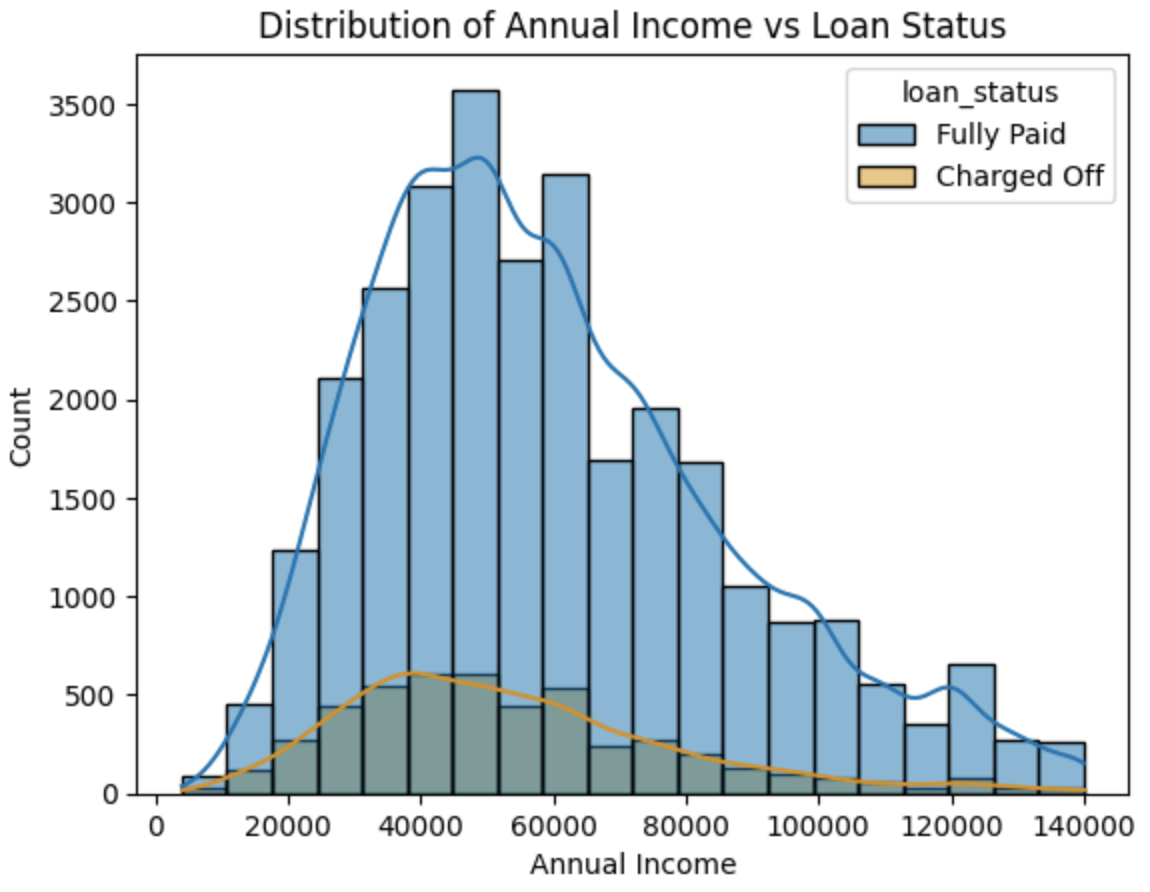 Distribution of Annual Income vs Loan Status
loan_status
Fully Paid
Charged Off
Count
3500
3000
2500
2000
1500
1000
500
0
0 20000 40000 60000 80000 100000 120000 140000
Annual Income